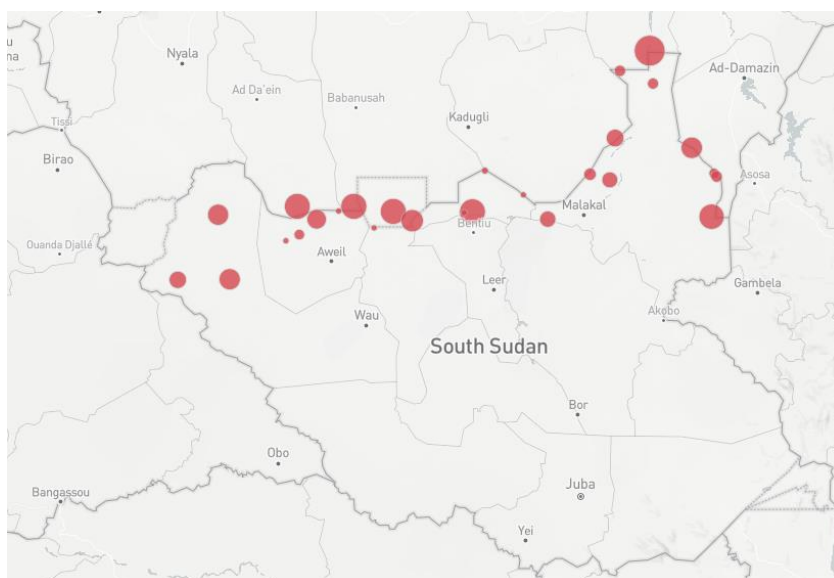 Nyala
Ad-Damazin
Ad Da'ein
Babanusah
Kadugli
Tissi
Birao
Asosa
Malakal
Ouanda Djallé
Bentiu
Aweil
Leer
Gambela
Wau
Akobo
South Sudan
Bor
Obo
Juba
Bangassou
Yei